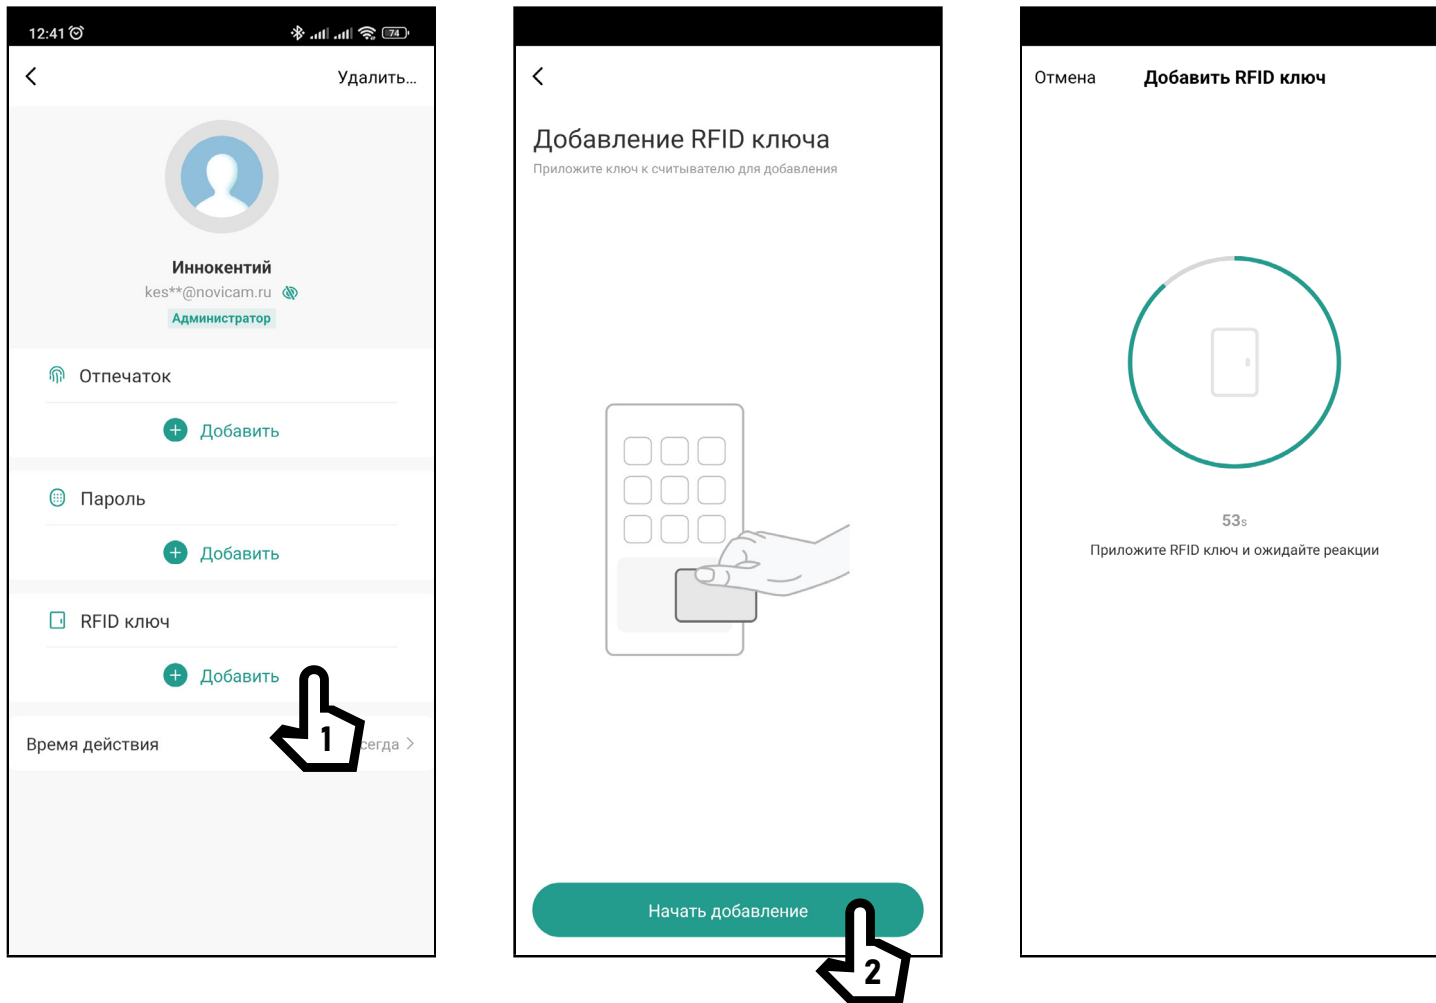 12:41
74
Удалить...
Иннокентий
kes**@novicam.ru
Администратор
Отпечаток
Добавить
Пароль
Добавить
RFID ключ
Добавить
1
Время действия
сегда >
Добавление RFID ключа
Приложите ключ к считывателю для добавления
Начать добавление
2
Отмена
Добавить RFID ключ
53s
Приложите RFID ключ и ожидайте реакции